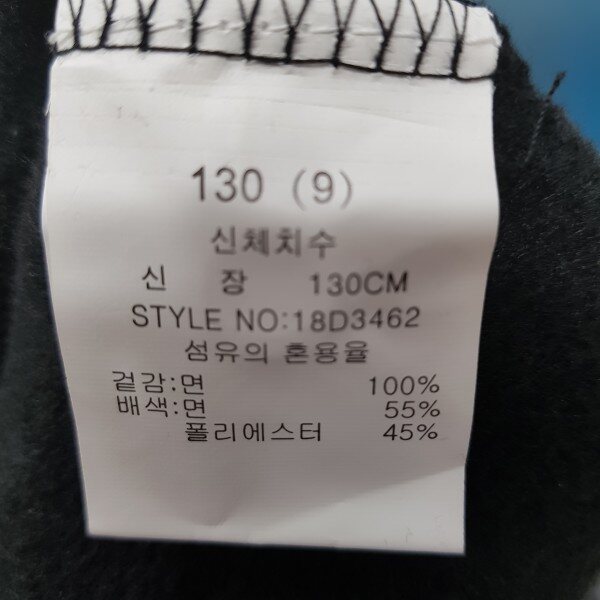 130 (9)
신체치수
신 장 130CM
STYLE NO:18D3462
섬유의 혼용율
겉감:면 100%
배색:면 55%
폴리에스터 45%